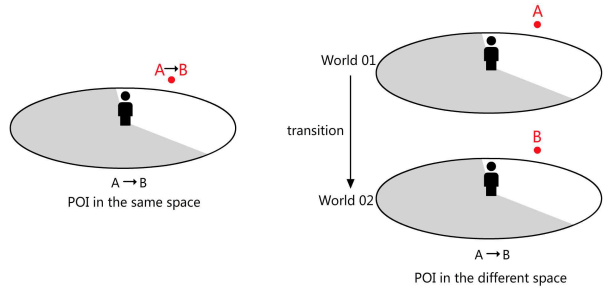 A→B
A → B
POI in the same space
A
World 01
transition
B
World 02
A → B
POI in the different space